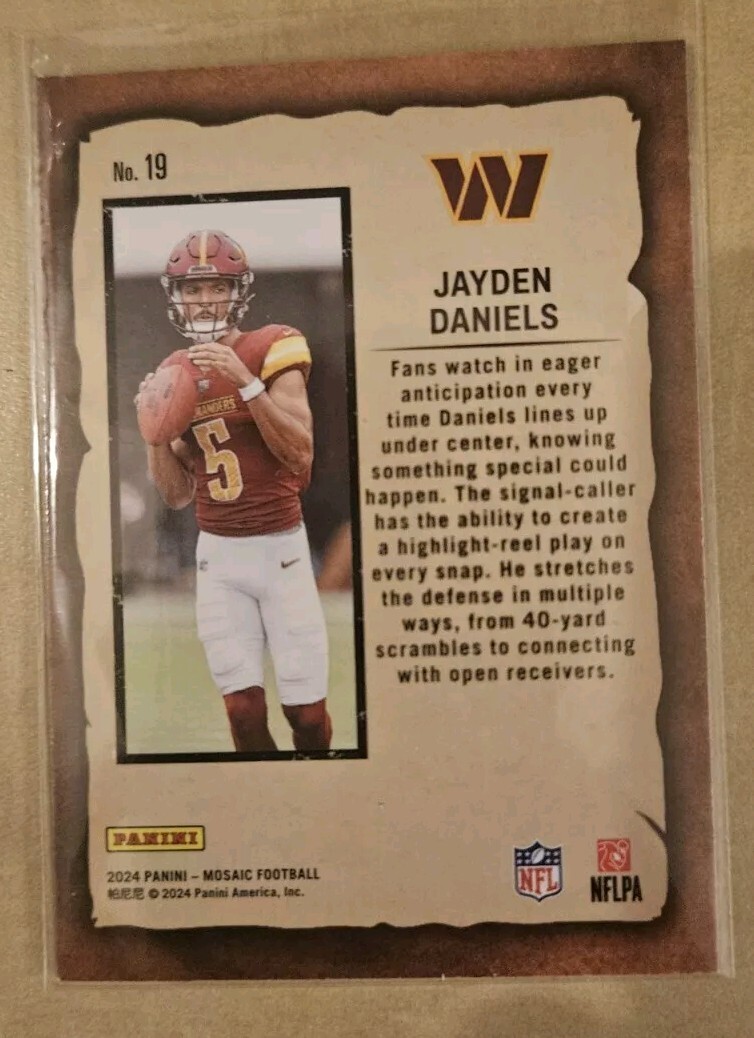 No. 19
W
JAYDEN
DANIELS
Fans watch in eager
anticipation every
time Daniels lines up
under center, knowing
something special could
happen. The signal-caller
has the ability to create
a highlight-reel play on
every snap. He stretches
the defense in multiple
ways, from 40-yard
scrambles to connecting
with open receivers.
MANDERS
5
PANINI
2024 PANINI – MOSAIC FOOTBALL
帕尼尼 © 2024 Panini America, Inc.
NFL
NFLPA